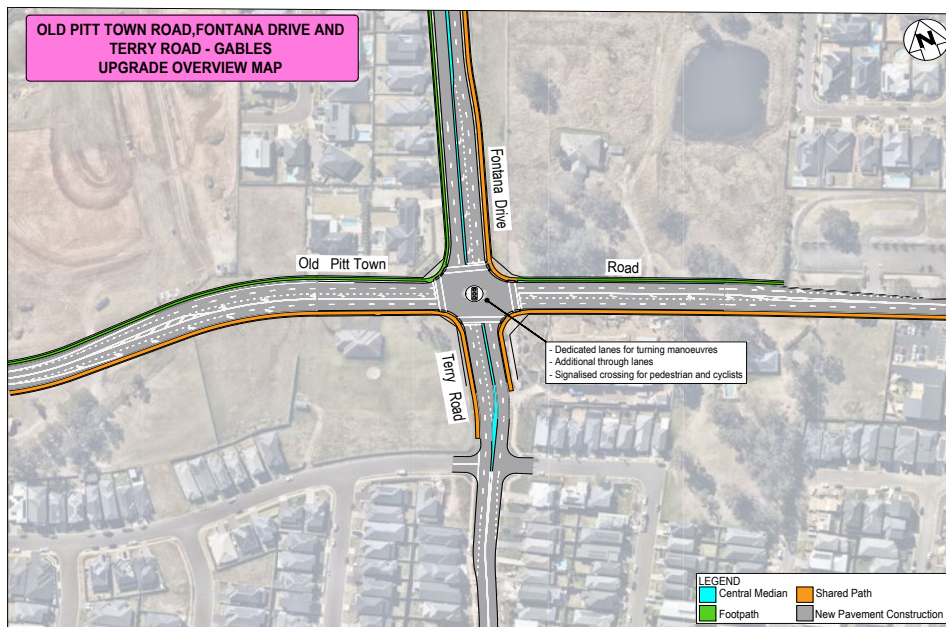 OLD PITT TOWN ROAD,FONTANA DRIVE AND
TERRY ROAD - GABLES
UPGRADE OVERVIEW MAP
N
Fontana Drive
Old Pitt Town
Road
- Dedicated lanes for turning manoeuvres
- Additional through lanes
- Signalised crossing for pedestrian and cyclists
Terry Road
LEGEND
Central Median
Shared Path
Footpath
New Pavement Construction